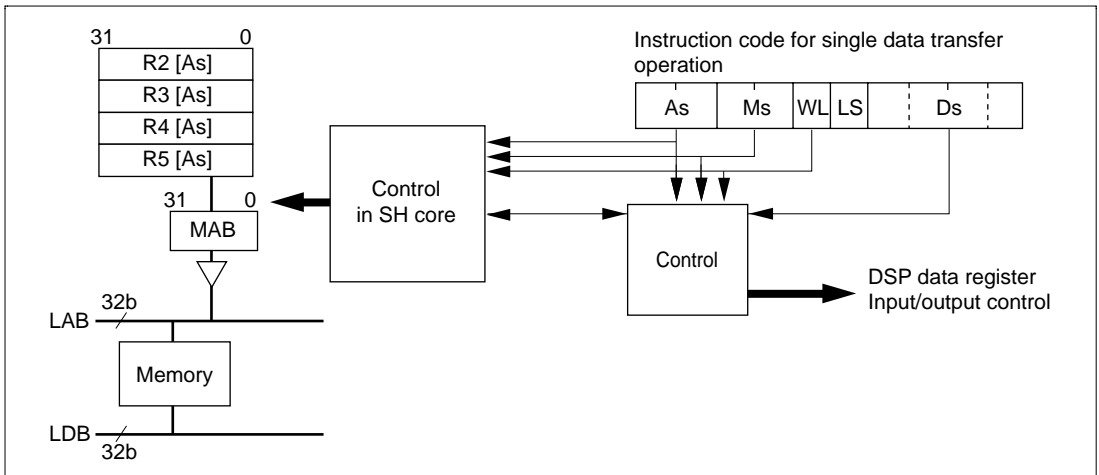 31 0
R2 [As]
R3 [As]
R4 [As]
R5 [As]
31 0
MAB
32b
LAB
Memory
LDB
32b
Control
in SH core
Instruction code for single data transfer
operation
As Ms WL LS Ds
Control
DSP data register
Input/output control